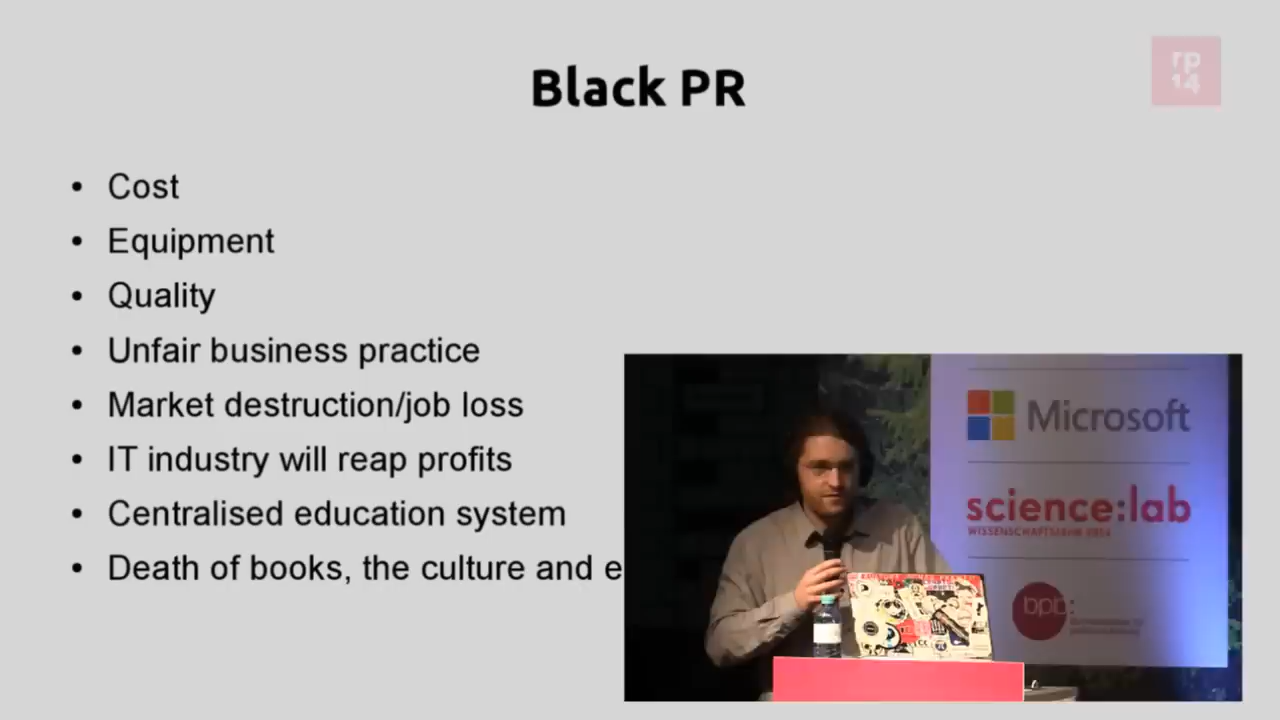 Black PR
rp
14
• Cost
• Equipment
• Quality
• Unfair business practice
• Market destruction/job loss
• IT industry will reap profits
• Centralised education system
• Death of books, the culture and e
Microsoft
science:lab
WISSENSCHAFTSJAHR 2014
bpb: